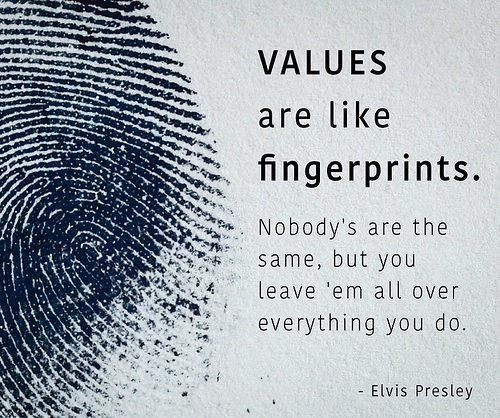 VALUES
are like
fingerprints.
Nobody's are the
same, but you
leave 'em all over
everything you do.
- Elvis Presley